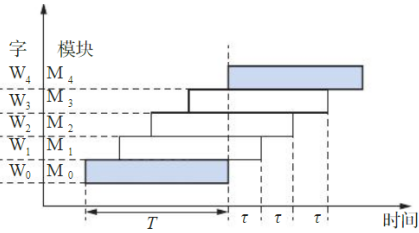 字 模块
W₄ M₄
W₃ M₃
W₂ M₂
W₁ M₁
W₀ M₀
T τ τ τ 时间